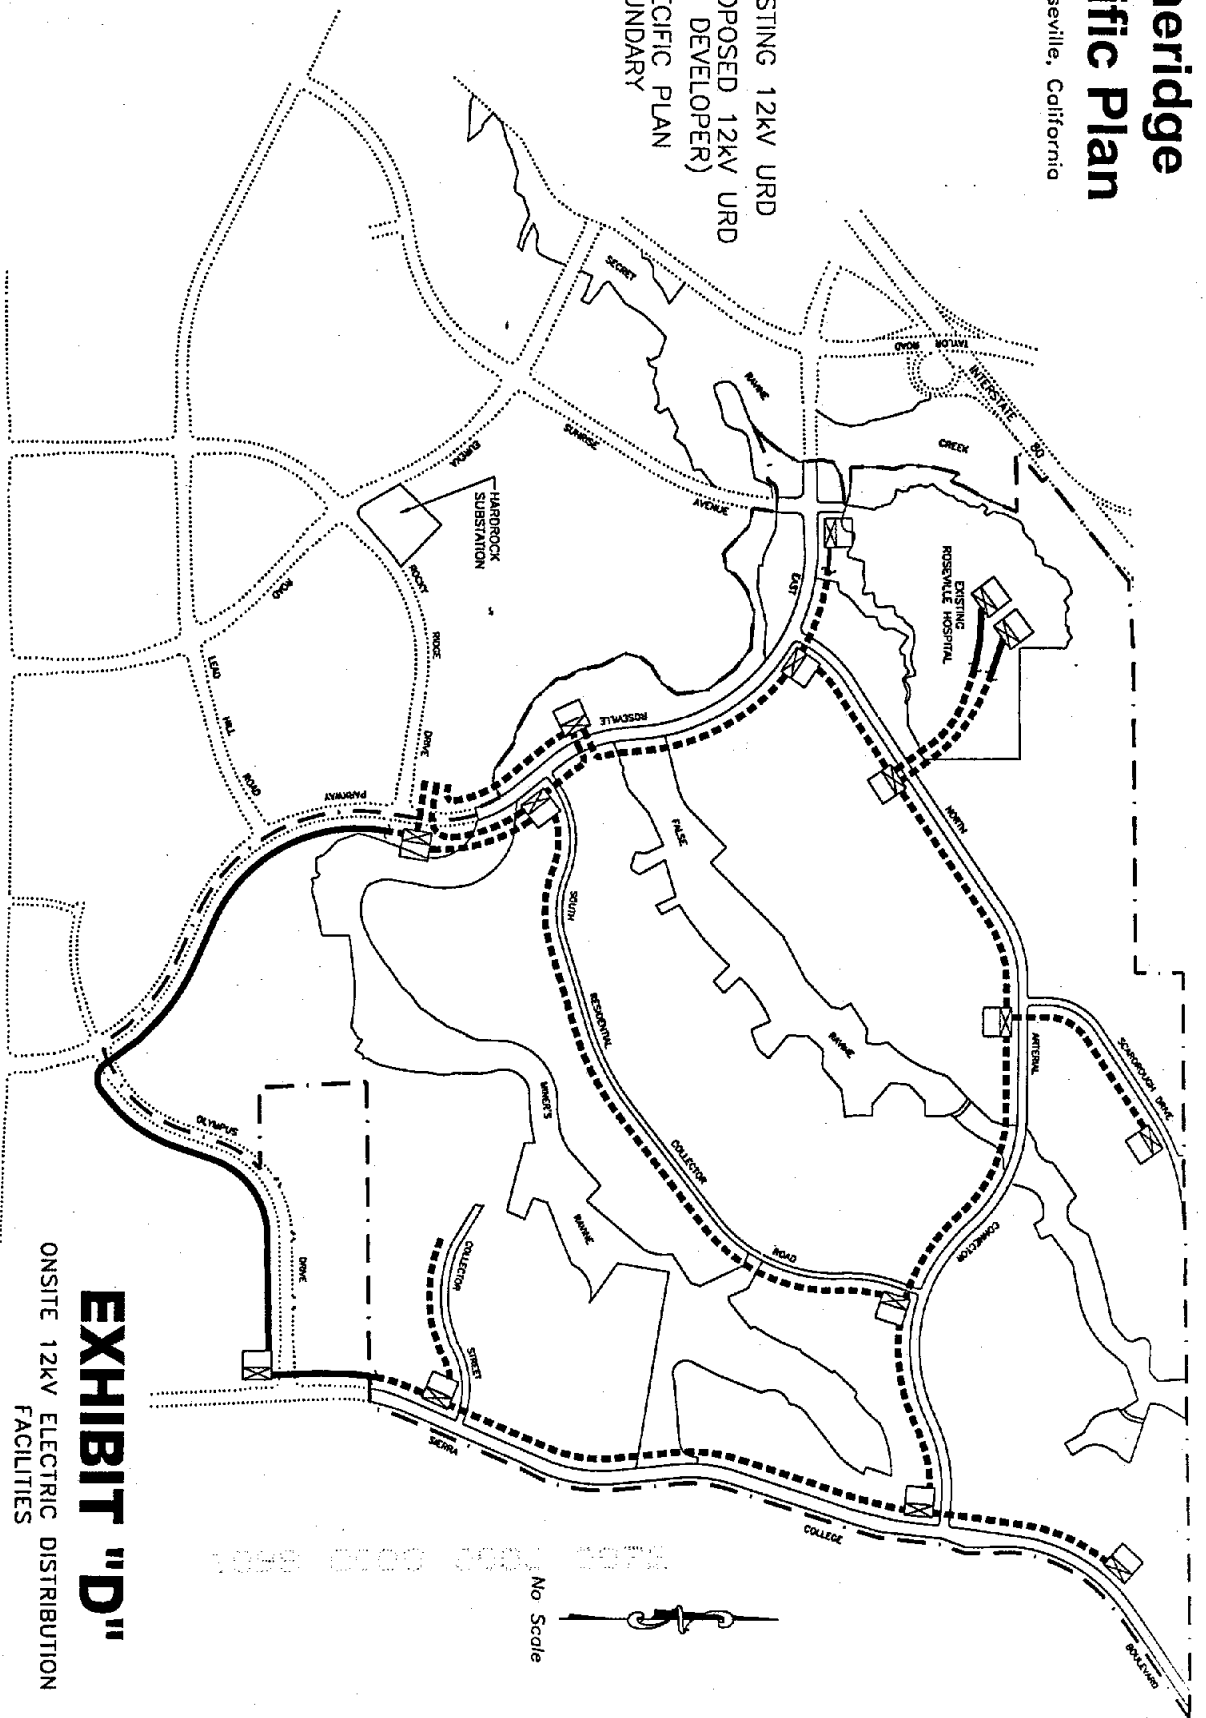 neridge
ific Plan
seville, California
STING 12kV URD
OPOSED 12kV URD
DEVELOPER)
ECIFIC PLAN
UNDARY
INTERSTATE 80
TAYLOR ROAD
CREEK
SECRET
RAVINE
SUNRISE
AVENUE
EUREKA
ROAD
HARDROCK
SUBSTATION
ROCKY
RIDGE
DRIVE
LEAD
HILL
ROAD
EXISTING
ROSEVILLE HOSPITAL
EAST
ROSEVILLE
PARKWAY
NORTH
FALSE
RAVINE
SOUTH
RESIDENTIAL
COLLECTOR
ROAD
ARTERIAL
CONNECTOR
SCARBOROUGH DRIVE
MINER'S
RAVINE
OLYMPUS
DRIVE
COLLECTOR
STREET
SIERRA
COLLEGE
BOULEVARD
No Scale
EXHIBIT "D"
ONSITE 12kV ELECTRIC DISTRIBUTION
FACILITIES